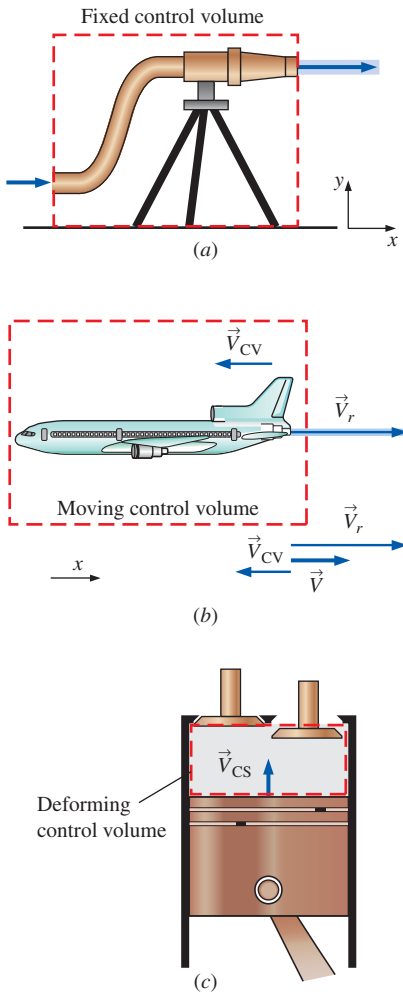 Fixed control volume
y
x
(a)
V⃗CV
V⃗r
Moving control volume
V⃗r
V⃗CV
x
V⃗
(b)
V⃗CS
Deforming
control volume
(c)